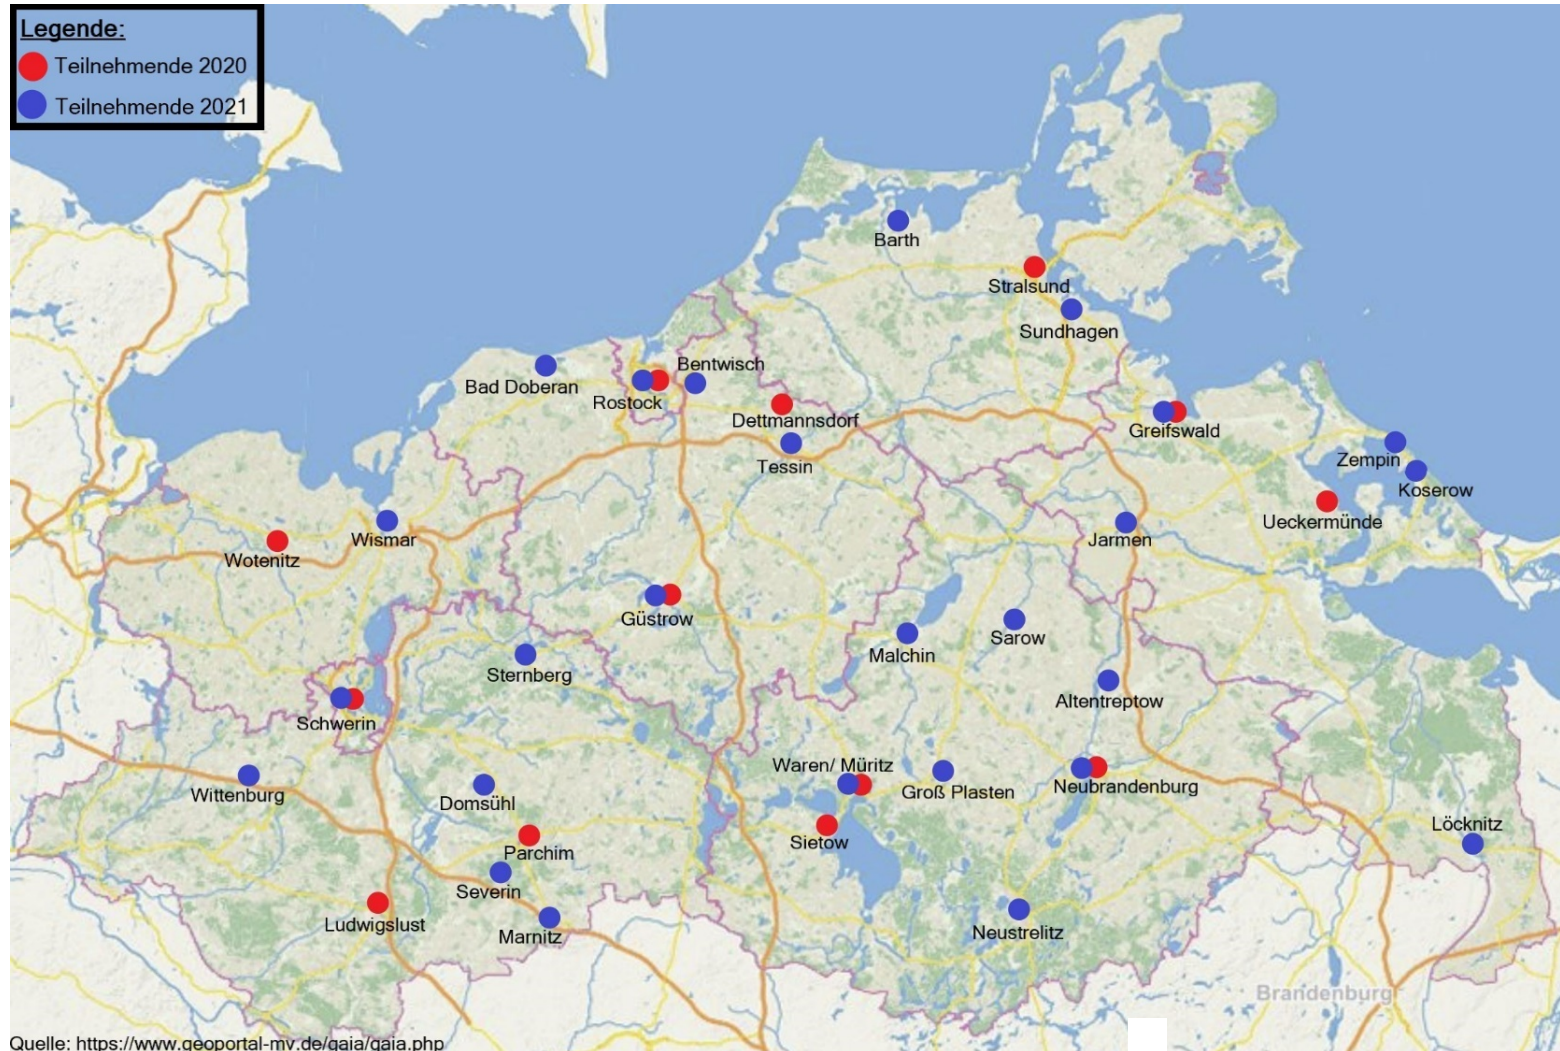 Legende:
Teilnehmende 2020
Teilnehmende 2021
Barth
Stralsund
Sundhagen
Bentwisch
Bad Doberan
Rostock
Dettmannsdorf
Greifswald
Tessin
Zempin
Koserow
Ueckermünde
Wismar
Jarmen
Wotenitz
Güstrow
Sarow
Malchin
Sternberg
Altentreptow
Schwerin
Waren/ Müritz
Neubrandenburg
Groß Plasten
Wittenburg
Domsühl
Löcknitz
Sietow
Parchim
Severin
Ludwigslust
Neustrelitz
Marnitz
Brandenburg
Quelle: https://www.geoportal-mv.de/gaia/gaia.php